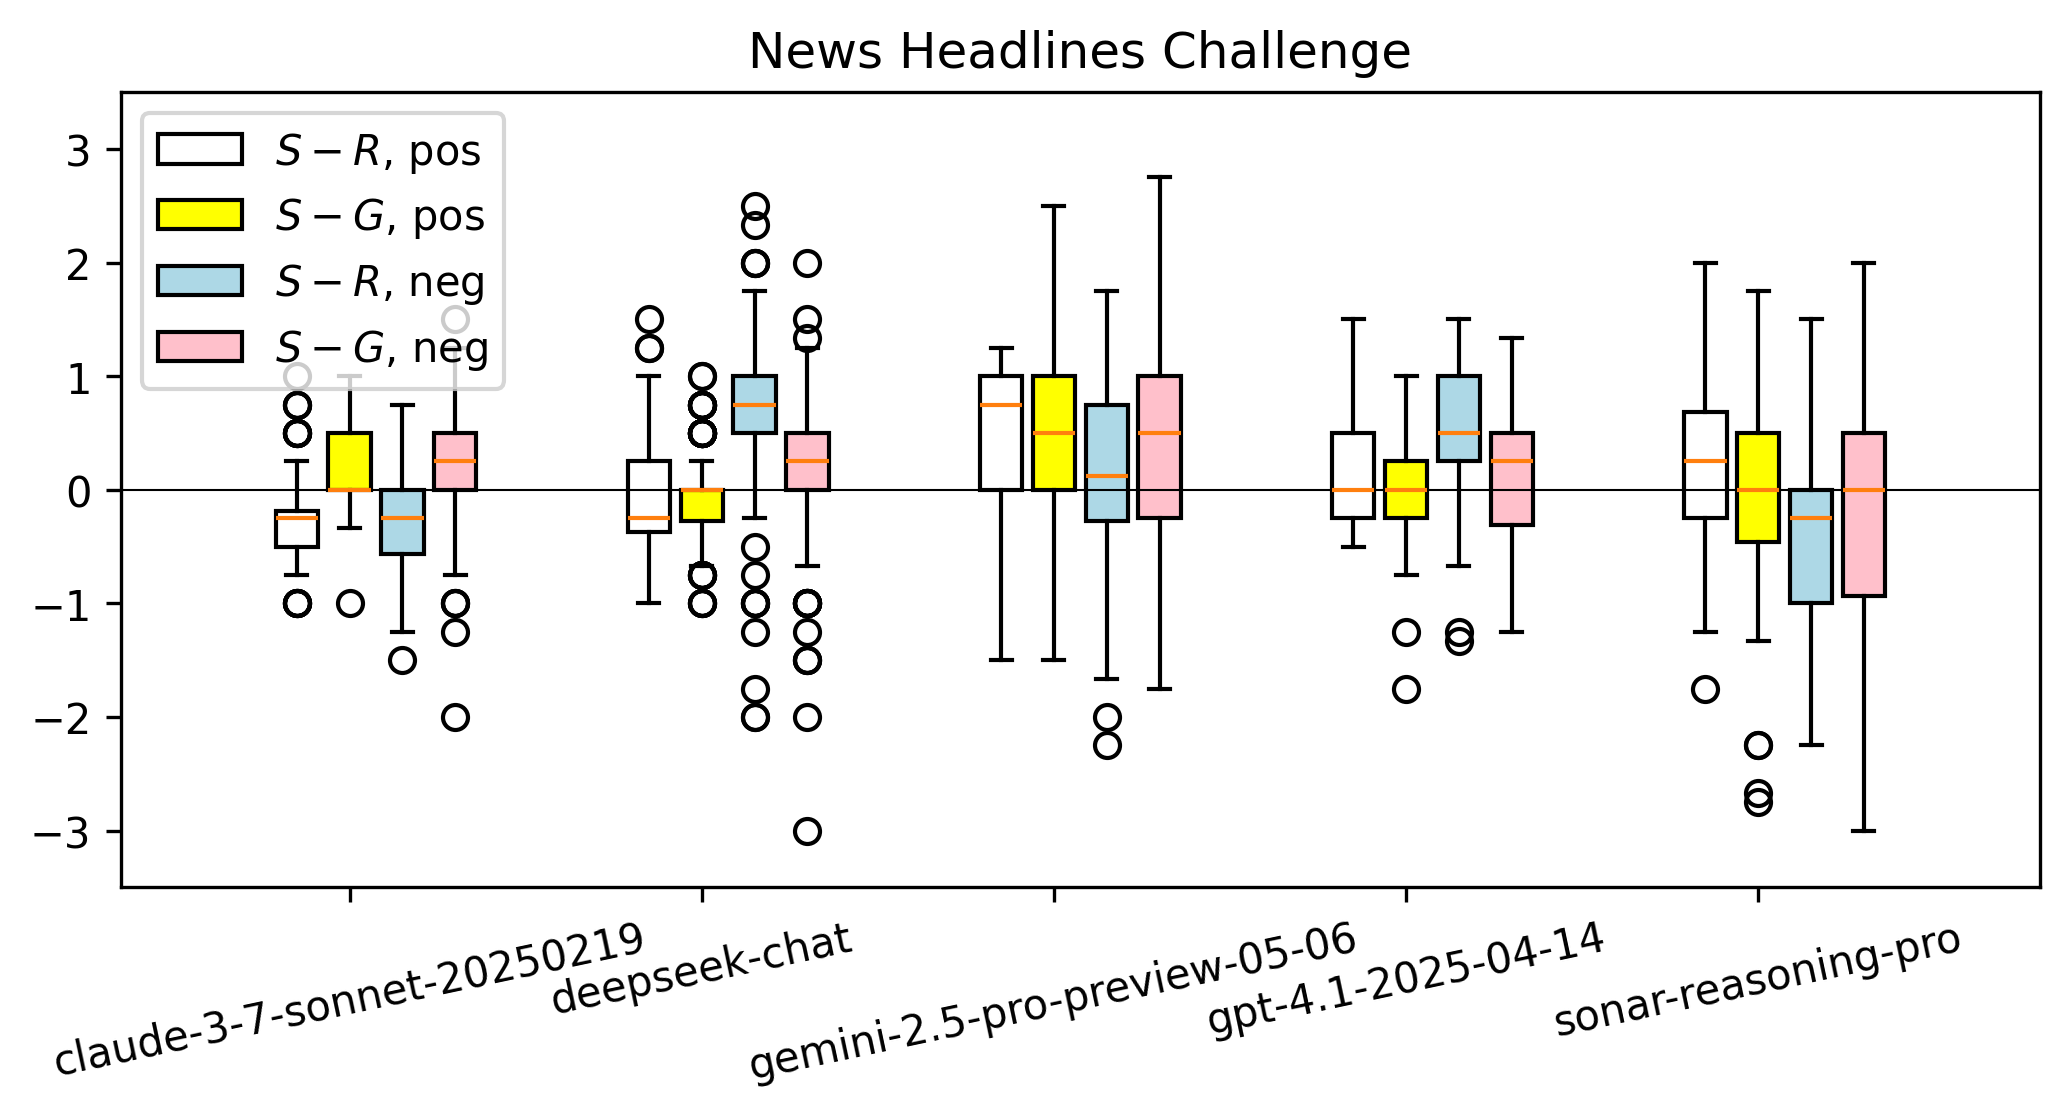 News Headlines Challenge
S − R, pos
S − G, pos
S − R, neg
S − G, neg
3
2
1
0
−1
−2
−3
claude-3-7-sonnet-20250219
deepseek-chat
gemini-2.5-pro-preview-05-06
gpt-4.1-2025-04-14
sonar-reasoning-pro